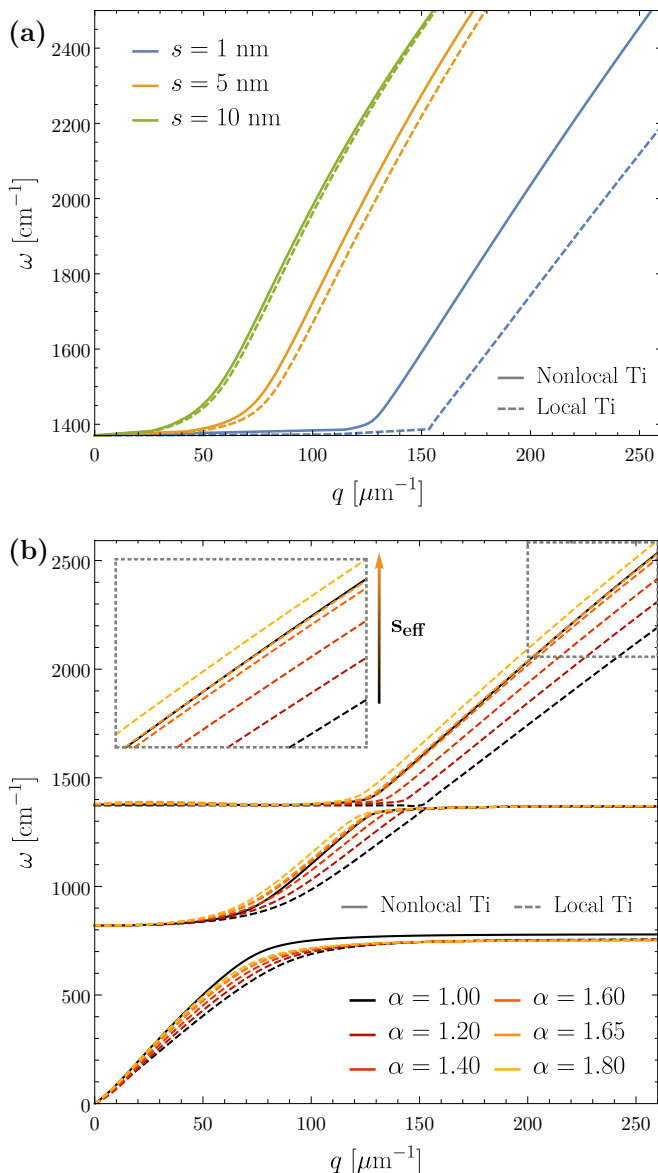 (a)
s = 1 nm
s = 5 nm
s = 10 nm
2400
2200
2000
1800
1600
1400
ω [cm⁻¹]
Nonlocal Ti
Local Ti
0 50 100 150 200 250
q [μm⁻¹]
(b)
2500
2000
1500
1000
500
0
ω [cm⁻¹]
s_eff
Nonlocal Ti Local Ti
α = 1.00 α = 1.60
α = 1.20 α = 1.65
α = 1.40 α = 1.80
0 50 100 150 200 250
q [μm⁻¹]